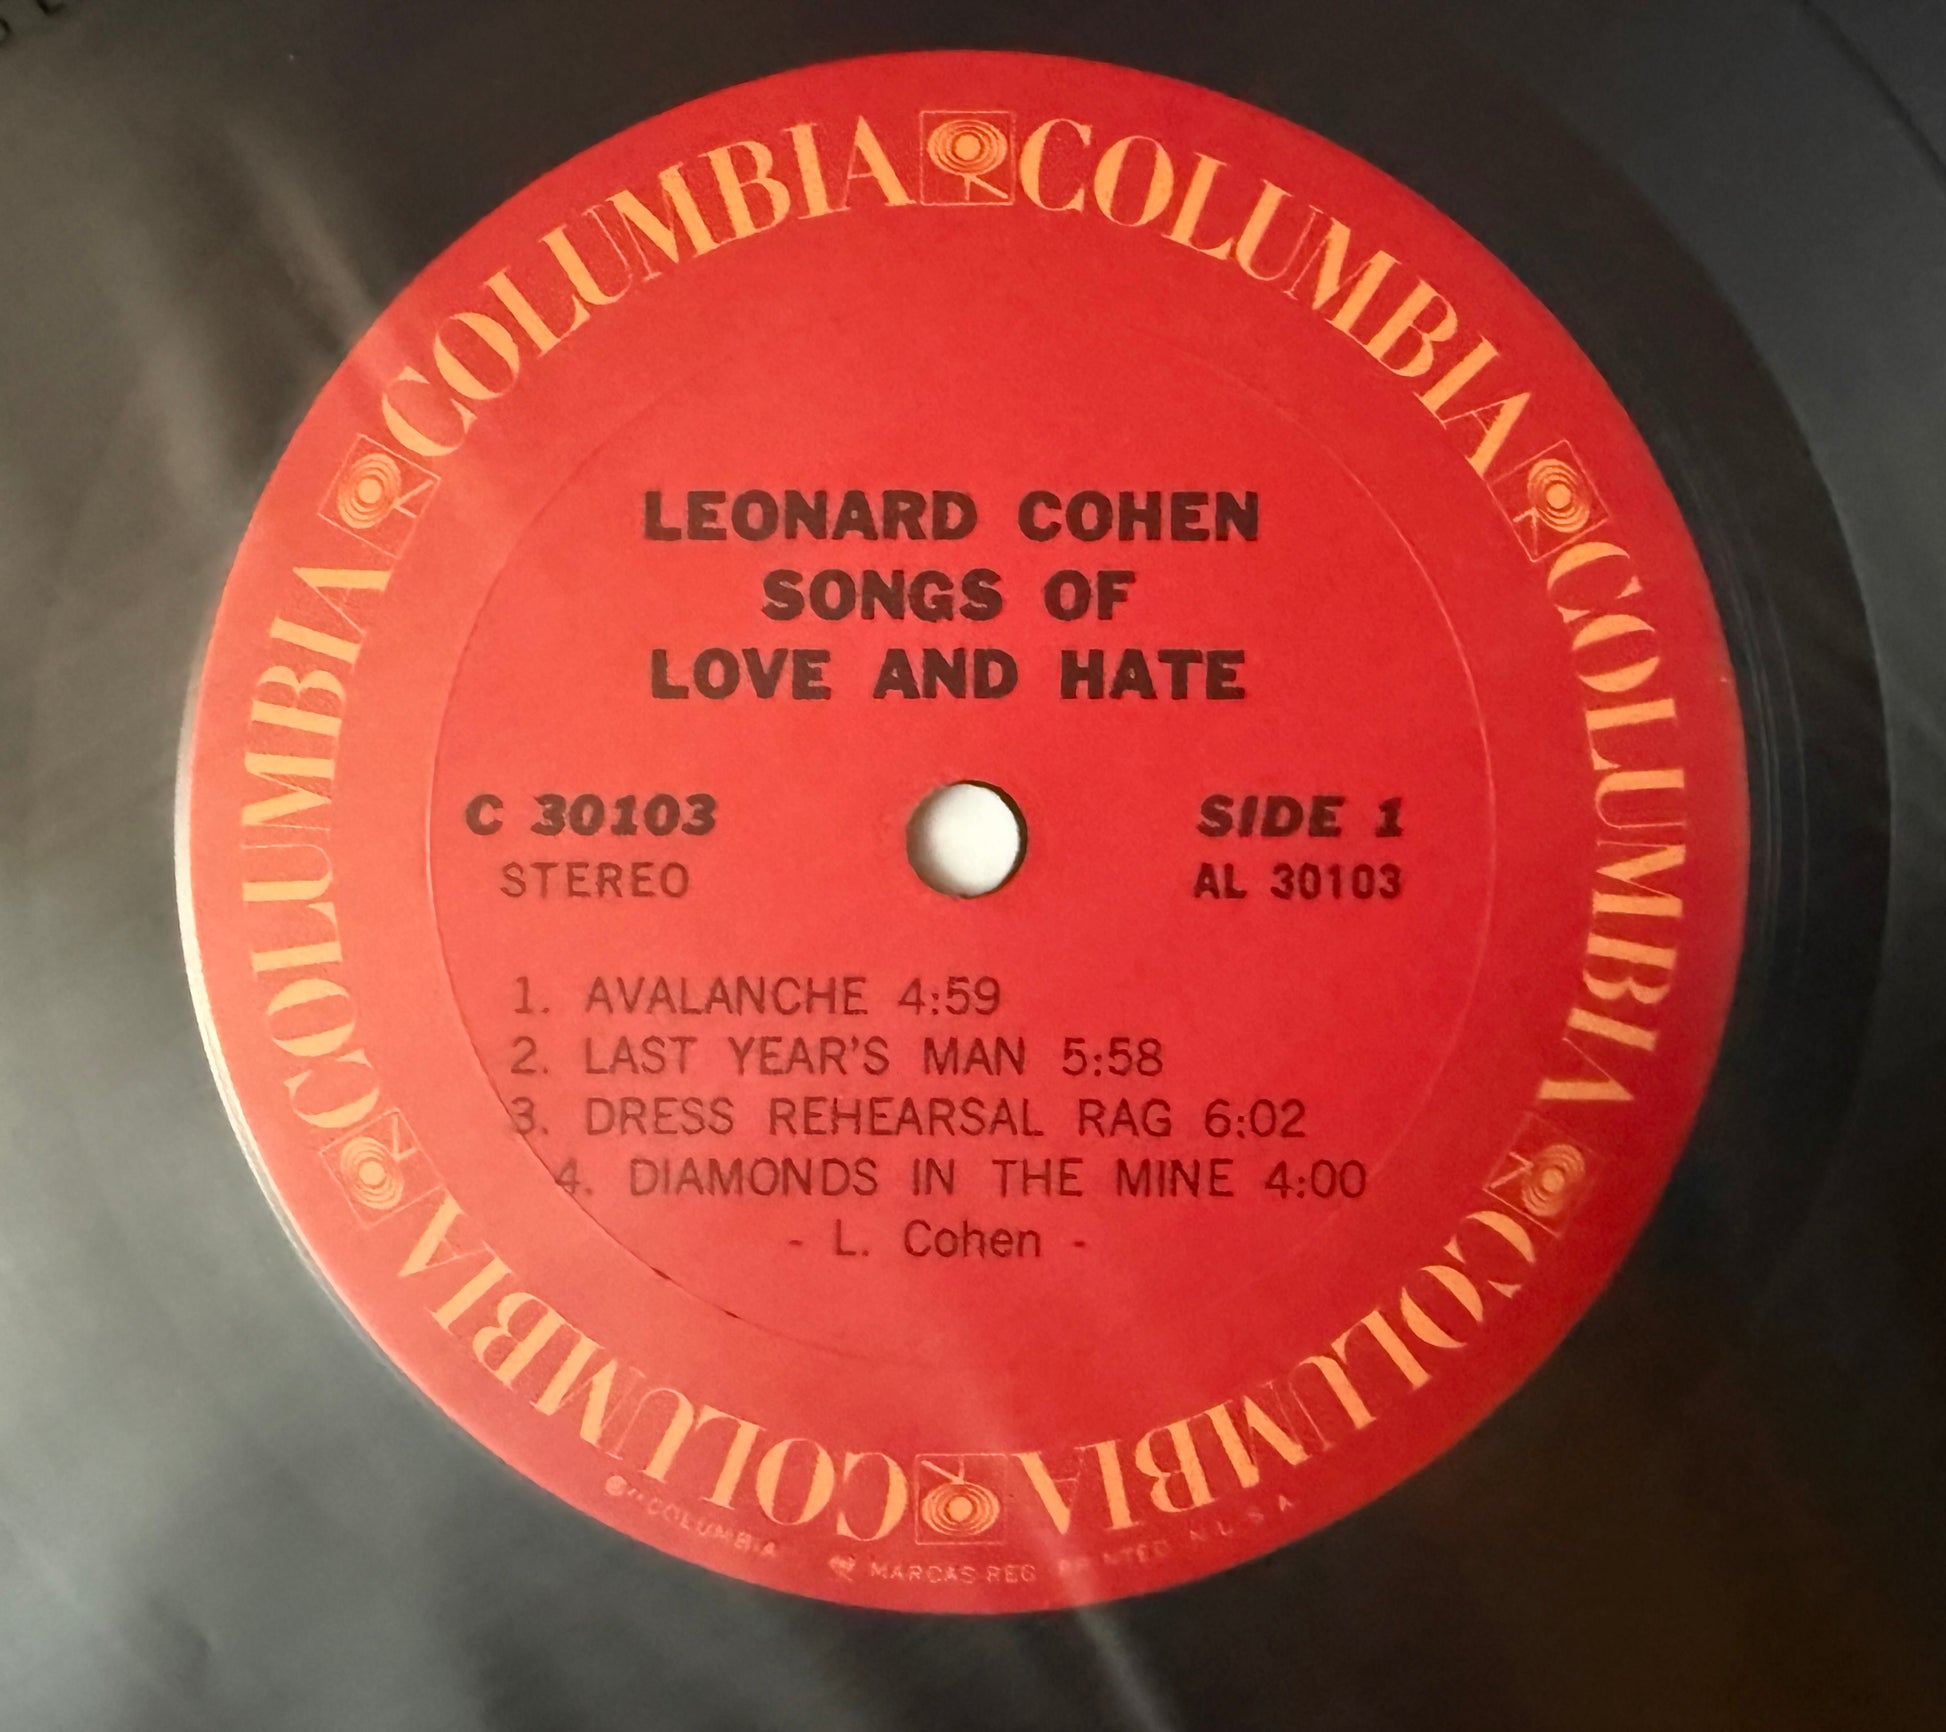 COLUMBIA COLUMBIA COLUMBIA COLUMBIA COLUMBIA COLUMBIA
LEONARD COHEN
SONGS OF
LOVE AND HATE
C 30103
STEREO
SIDE 1
AL 30103
1. AVALANCHE 4:59
2. LAST YEAR'S MAN 5:58
3. DRESS REHEARSAL RAG 6:02
4. DIAMONDS IN THE MINE 4:00
- L. Cohen -
"COLUMBIA MARCAS REG PRINTED IN U S A